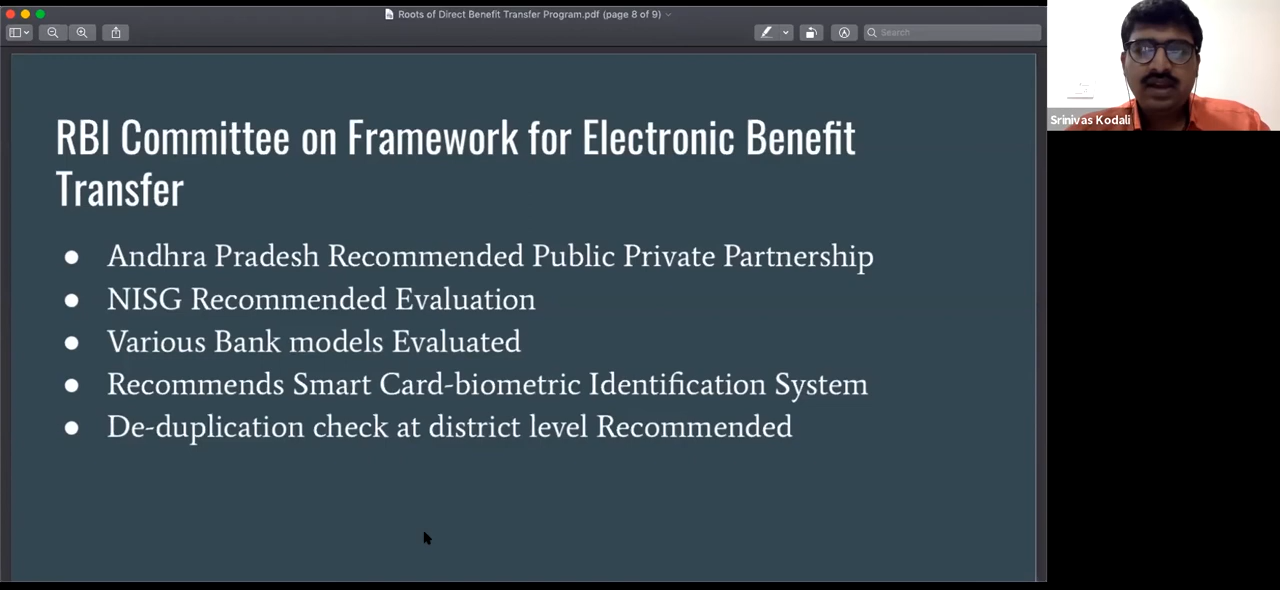 Roots of Direct Benefit Transfer Program.pdf (page 8 of 9)
Search
RBI Committee on Framework for Electronic Benefit
Transfer
● Andhra Pradesh Recommended Public Private Partnership
● NISG Recommended Evaluation
● Various Bank models Evaluated
● Recommends Smart Card-biometric Identification System
● De-duplication check at district level Recommended
Srinivas Kodali